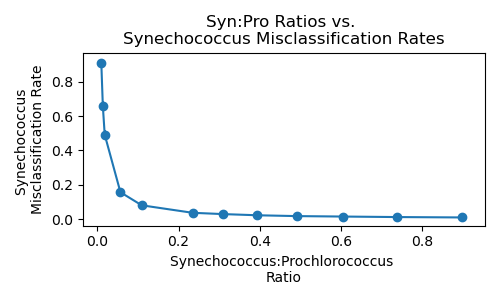 Syn:Pro Ratios vs.
Synechococcus Misclassification Rates
Synechococcus
Misclassification Rate
0.8
0.6
0.4
0.2
0.0
0.0 0.2 0.4 0.6 0.8
Synechococcus:Prochlorococcus
Ratio